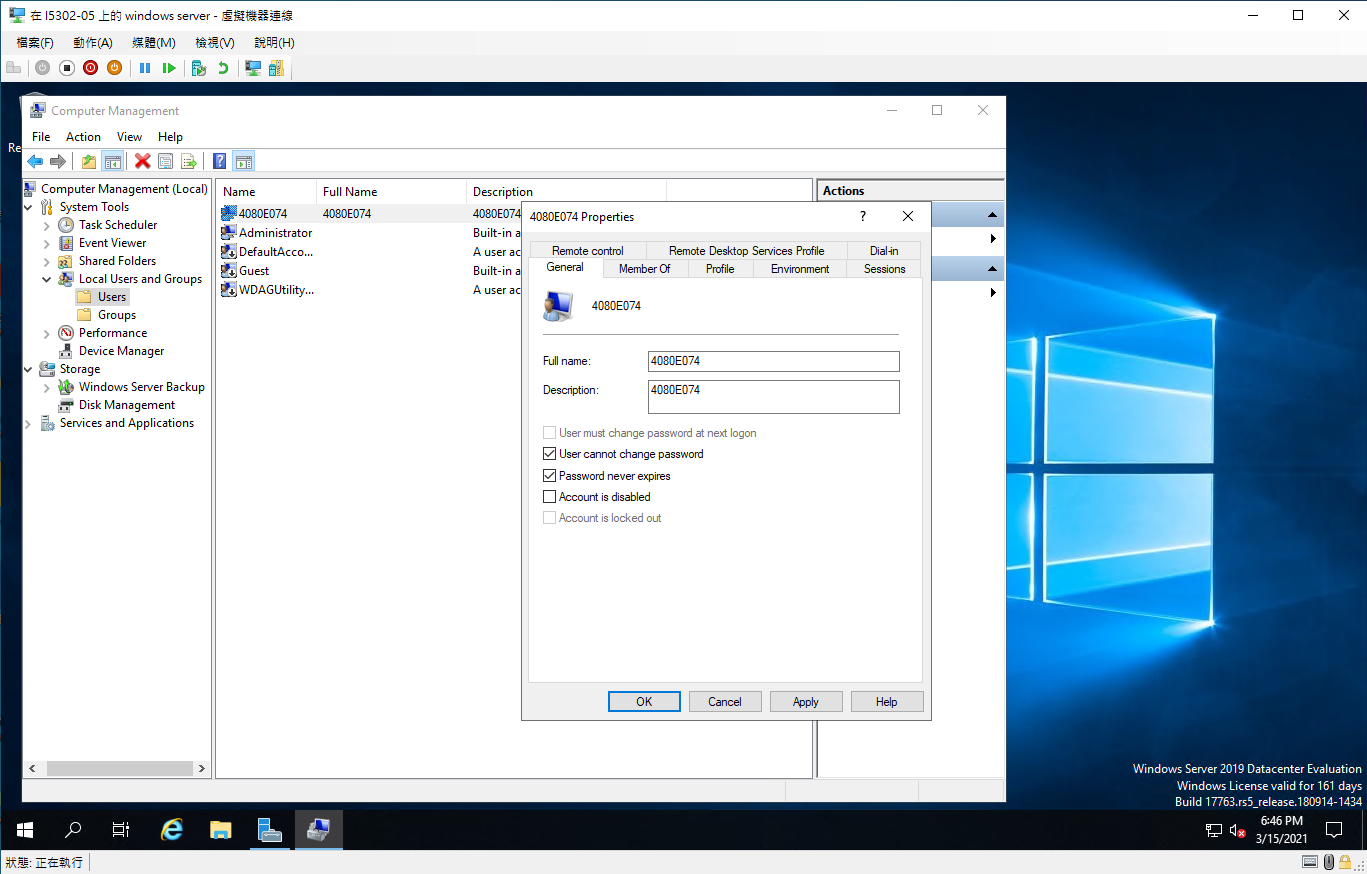 在 I5302-05 上的 windows server - 虛擬機器連線
檔案(F) 動作(A) 媒體(M) 檢視(V) 說明(H)
Re
Computer Management
File Action View Help
Computer Management (Local)
System Tools
Task Scheduler
Event Viewer
Shared Folders
Local Users and Groups
Users
Groups
Performance
Device Manager
Storage
Windows Server Backup
Disk Management
Services and Applications
Name Full Name Description
4080E074 4080E074 4080E074
Administrator Built-in a
DefaultAcco... A user ac
Guest Built-in a
WDAGUtility... A user ac
Actions
4080E074 Properties
?
Remote control Remote Desktop Services Profile Dial-in
General Member Of Profile Environment Sessions
4080E074
Full name: 4080E074
Description: 4080E074
User must change password at next logon
User cannot change password
Password never expires
Account is disabled
Account is locked out
OK Cancel Apply Help
Windows Server 2019 Datacenter Evaluation
Windows License valid for 161 days
Build 17763.rs5_release.180914-1434
6:46 PM
3/15/2021
狀態: 正在執行